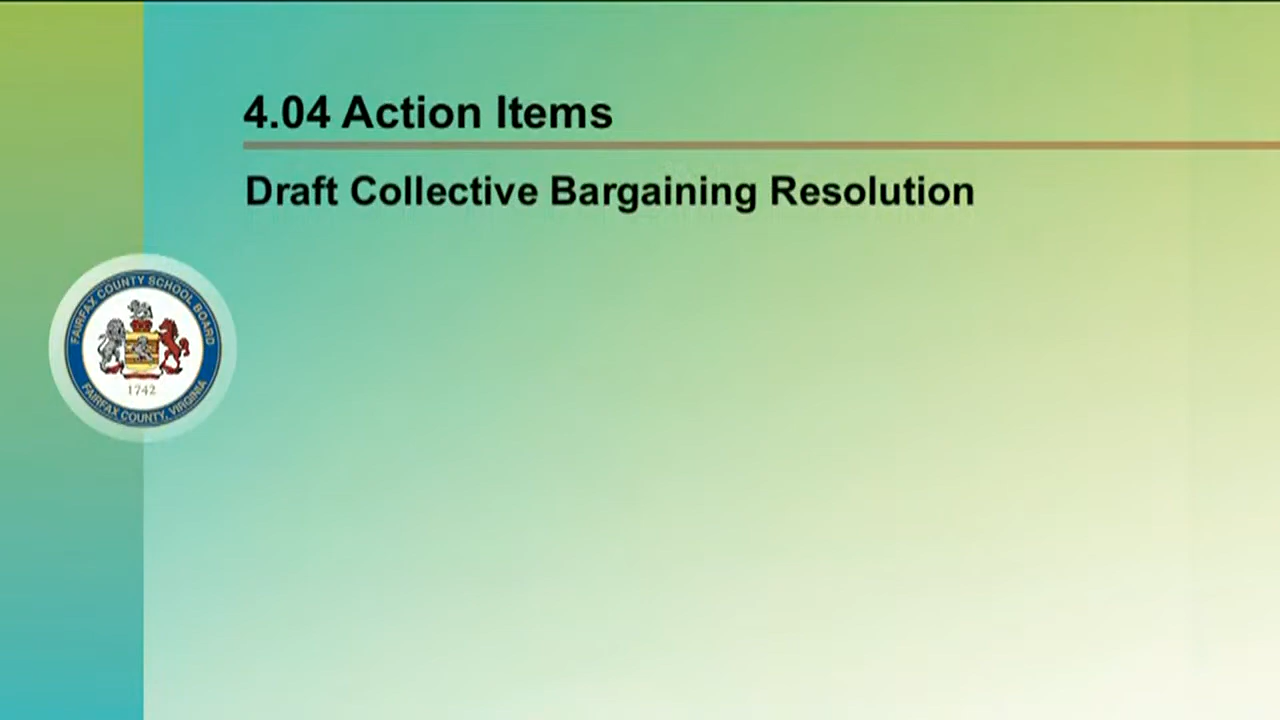 4.04 Action Items
Draft Collective Bargaining Resolution
FAIRFAX COUNTY SCHOOL BOARD
1742
FAIRFAX COUNTY, VIRGINIA